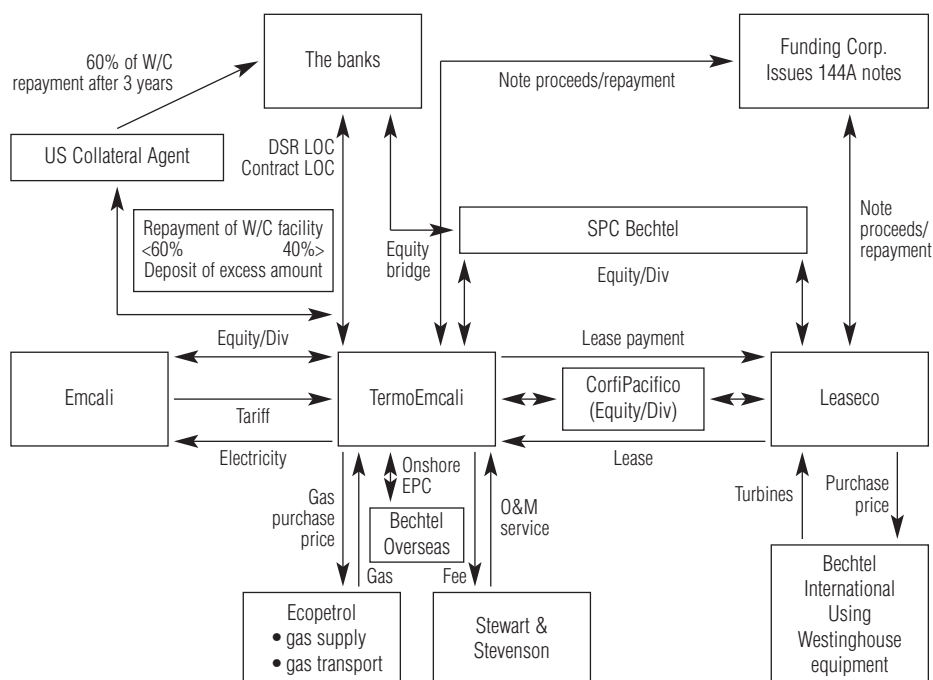 60% of W/C
repayment after 3 years
The banks
Note proceeds/repayment
Funding Corp.
Issues 144A notes
US Collateral Agent
DSR LOC
Contract LOC
Repayment of W/C facility
<60% 40%>
Deposit of excess amount
Equity
bridge
SPC Bechtel
Equity/Div
Note
proceeds/
repayment
Equity/Div
Emcali
Tariff
Electricity
TermoEmcali
Lease payment
CorfiPacifico
(Equity/Div)
Lease
Leaseco
Gas
purchase
price
Onshore
EPC
Bechtel
Overseas
Gas
Fee
O&M
service
Turbines
Purchase
price
Ecopetrol
• gas supply
• gas transport
Stewart &
Stevenson
Bechtel
International
Using
Westinghouse
equipment